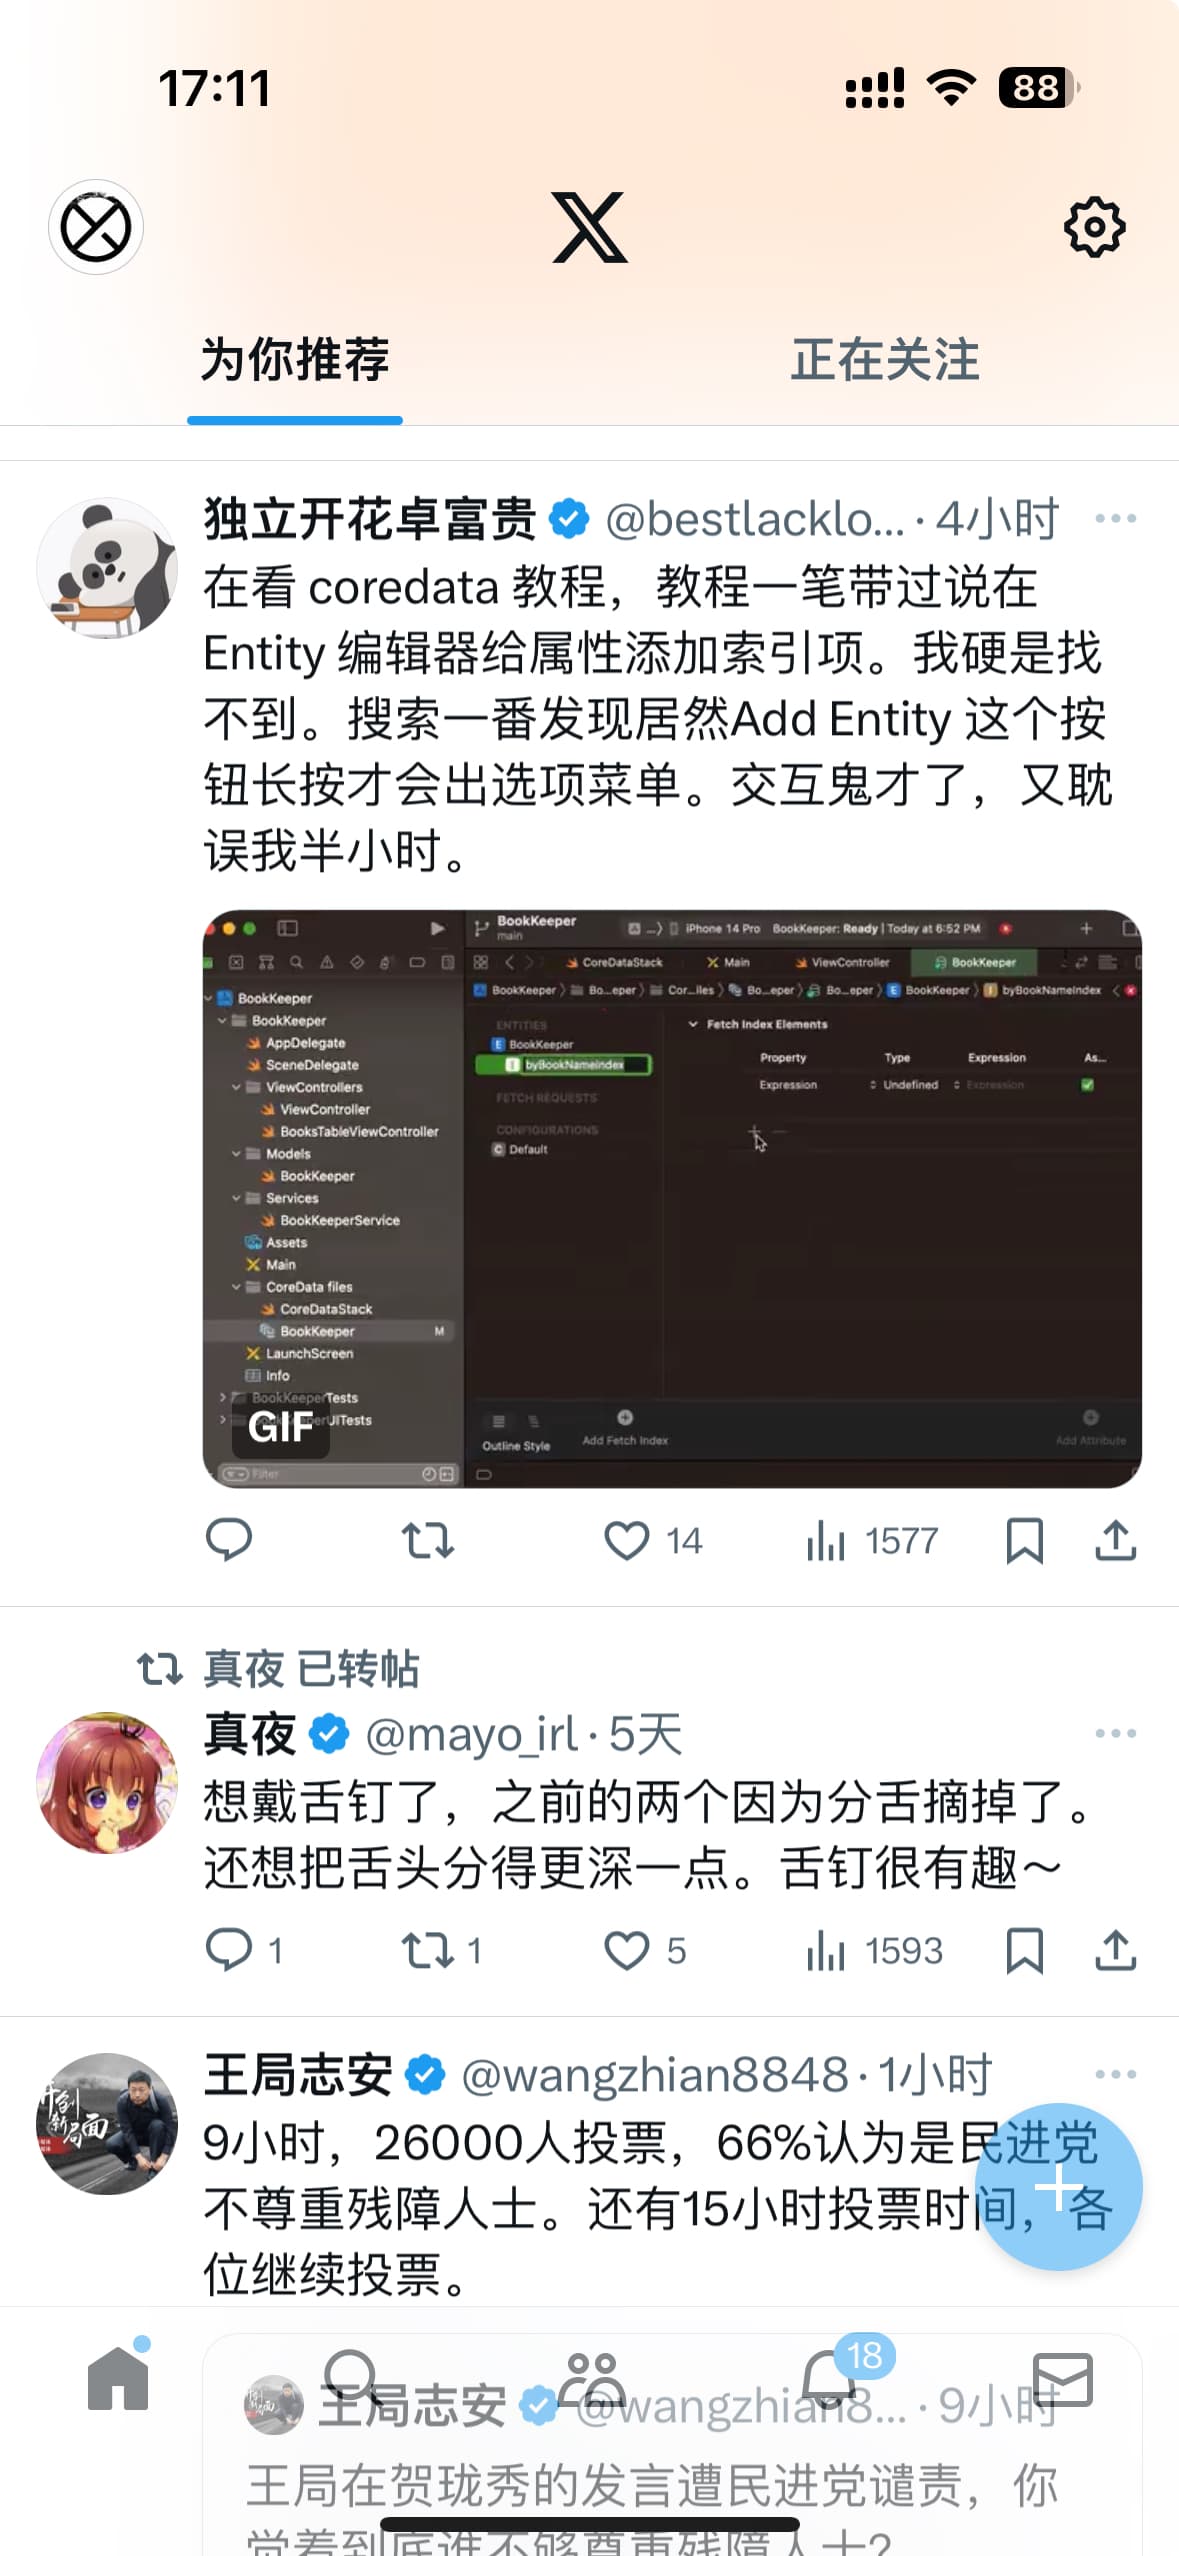 17:11
88
为你推荐
正在关注
独立开花卓富贵 @bestlacklo... · 4小时
在看 coredata 教程，教程一笔带过说在
Entity 编辑器给属性添加索引项。我硬是找
不到。搜索一番发现居然Add Entity 这个按
钮长按才会出选项菜单。交互鬼才了，又耽
误我半小时。
BookKeeper
main
iPhone 14 Pro BookKeeper: Ready | Today at 6:52 PM
CoreDataStack Main ViewController BookKeeper
BookKeeper Bo...eper Cor...iles Bo...eper Bo...eper BookKeeper byBookNameIndex
BookKeeper
BookKeeper
AppDelegate
SceneDelegate
ViewControllers
ViewController
BooksTableViewController
Models
BookKeeper
Services
BookKeeperService
Assets
Main
CoreData files
CoreDataStack
BookKeeper M
LaunchScreen
Info
BookKeeperTests
GIF
Filter
ENTITIES
BookKeeper
byBookNameIndex
FETCH REQUESTS
CONFIGURATIONS
Default
Fetch Index Elements
Property Type Expression As...
Expression Undefined Expression
Outline Style Add Fetch Index Add Attribute
14 1577
真夜 已转帖
真夜 @mayo_irl · 5天
想戴舌钉了，之前的两个因为分舌摘掉了。
还想把舌头分得更深一点。舌钉很有趣～
1 1 5 1593
王局志安 @wangzhian8848 · 1小时
9小时，26000人投票，66%认为是民进党
不尊重残障人士。还有15小时投票时间，各
位继续投票。
18
王局志安 @wangzhian8... · 9小时
王局在贺珑秀的发言遭民进党谴责，你
觉着到底谁不够尊重残障人士?